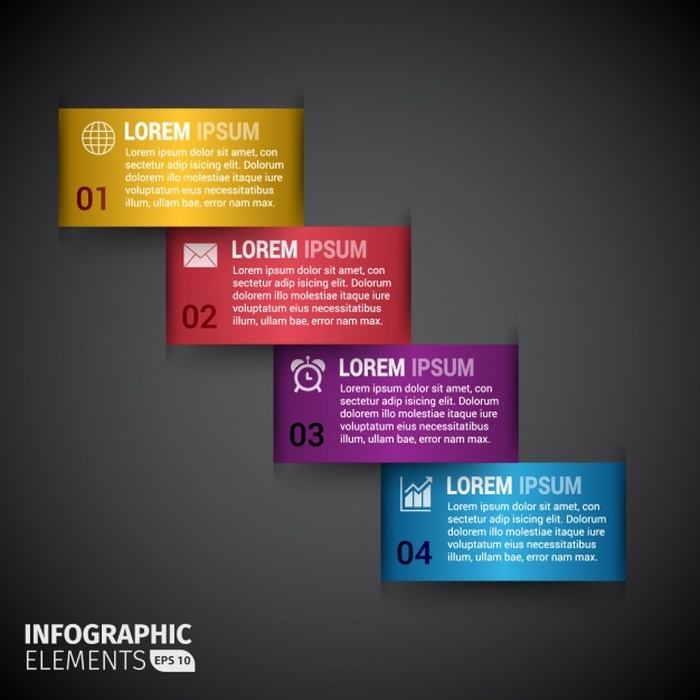 LOREM IPSUM
Lorem ipsum dolor sit amet, con
sectetur adip isicing elit. Dolorum
dolorem illo molestiae itaque iure
voluptatum eius necessitatibus
illum, ullam bae, errem nam max.
01
LOREM IPSUM
Lorem ipsum dolor sit amet, con
sectetur adip isicing elit. Dolorum
dolorem illo molestiae itaque iure
voluptatum eius necessitatibus
illum, ullam bae, errem nam max.
02
LOREM IPSUM
Lorem ipsum dolor sit amet, con
sectetur adip isicing elit. Dolorum
dolorem illo molestiae itaque iure
voluptatum eius necessitatibus
illum, ullam bae, errem nam max.
03
LOREM IPSUM
Lorem ipsum dolor sit amet, con
sectetur adip isicing elit. Dolorum
dolorem illo molestiae itaque iure
voluptatum eius necessitatibus
illum, ullam bae, errem nam max.
04
INFOGRAPHIC
ELEMENTS EPS 10